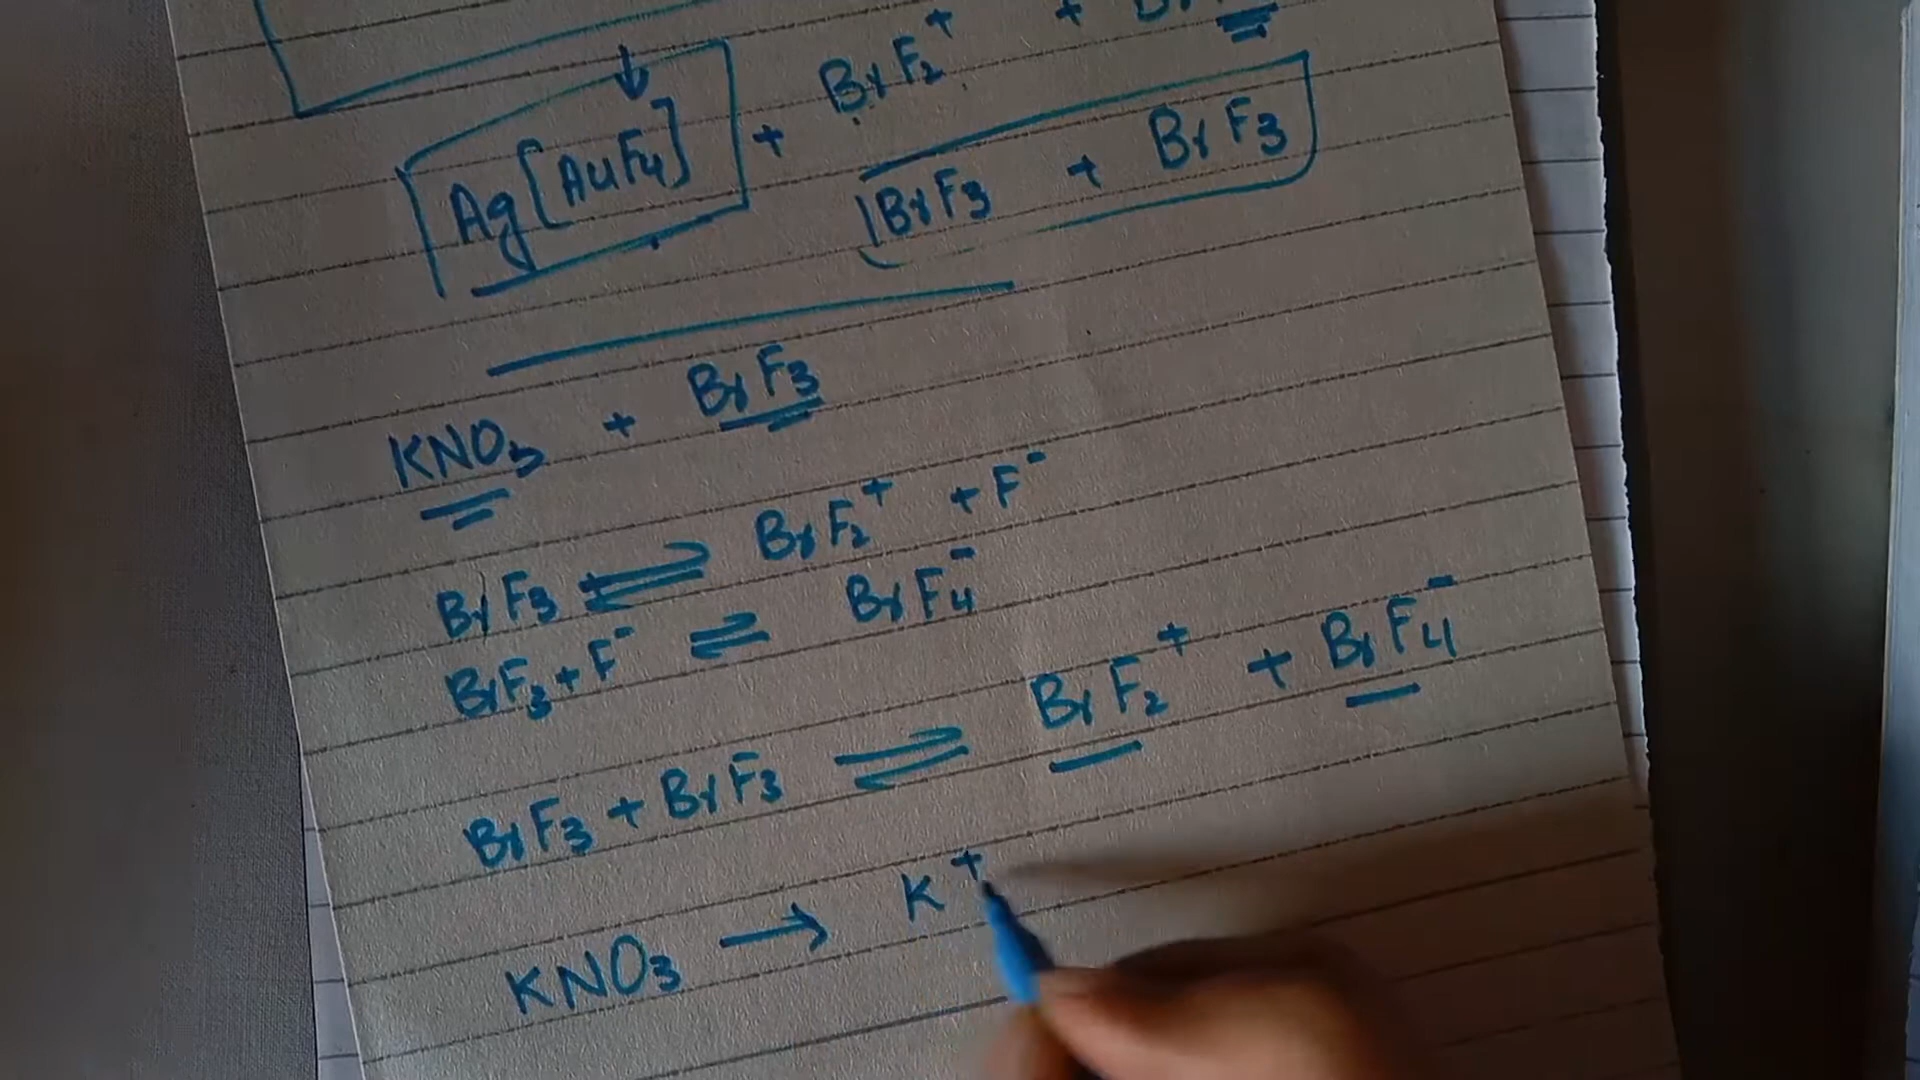 Ag[AuF4] + BrF2+ +
BrF3 + BrF3
KNO3 + BrF3
BrF3 ⇌ BrF2+ + F-
BrF3 + F- ⇌ BrF4-
BrF3 + BrF3 ⇌ BrF2+ + BrF4-
KNO3 → K+